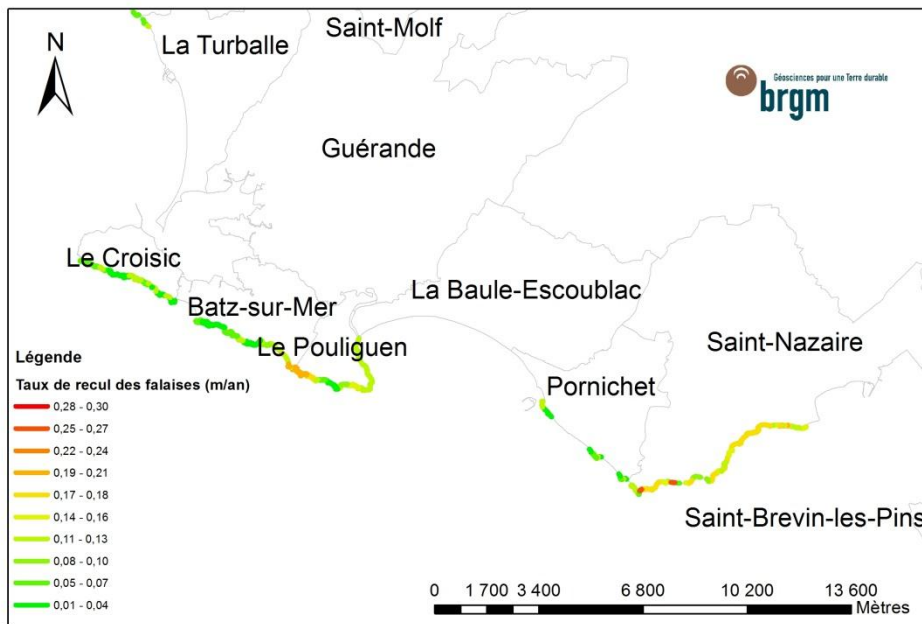 Saint-Molf
La Turballe
N
Géosciences pour une Terre durable
brgm
Guérande
Le Croisic
La Baule-Escoublac
Batz-sur-Mer
Le Pouliguen
Saint-Nazaire
Pornichet
Saint-Brevin-les-Pins
Légende
Taux de recul des falaises (m/an)
0,28 - 0,30
0,25 - 0,27
0,22 - 0,24
0,19 - 0,21
0,17 - 0,18
0,14 - 0,16
0,11 - 0,13
0,08 - 0,10
0,05 - 0,07
0,01 - 0,04
0 1 700 3 400 6 800 10 200 13 600
Mètres